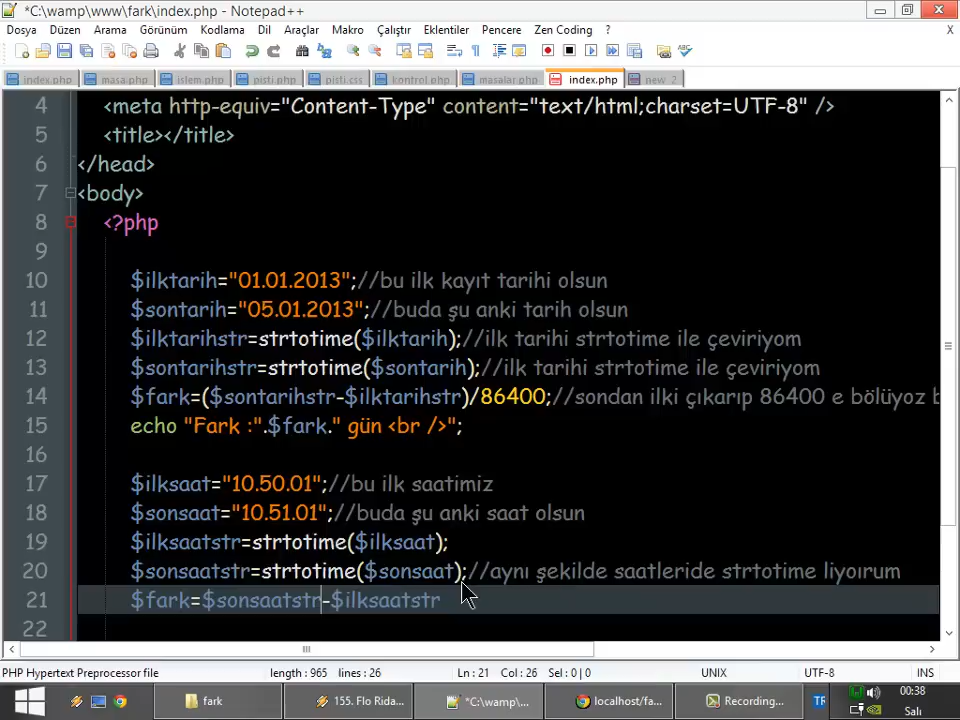 *C:\wamp\www\fark\index.php - Notepad++
Dosya Düzen Arama Görünüm Kodlama Dil Araçlar Makro Çalıştır Eklentiler Pencere Zen Coding ? X
index.php masa.php islem.php pisti.php pisti.css kontrol.php masalar.php index.php new 2
4 <meta http-equiv="Content-Type" content="text/html;charset=UTF-8" />
5 <title></title>
6 </head>
7 <body>
8 <?php
9
10 $ilktarih="01.01.2013";//bu ilk kayıt tarihi olsun
11 $sontarih="05.01.2013";//buda şu anki tarih olsun
12 $ilktarihstr=strtotime($ilktarih);//ilk tarihi strtotime ile çeviriyom
13 $sontarihstr=strtotime($sontarih);//ilk tarihi strtotime ile çeviriyom
14 $fark=($sontarihstr-$ilktarihstr)/86400;//sondan ilki çıkarıp 86400 e bölüyoz b
15 echo "Fark :".$fark." gün <br />";
16
17 $ilksaat="10.50.01";//bu ilk saatimiz
18 $sonsaat="10.51.01";//buda şu anki saat olsun
19 $ilksaatstr=strtotime($ilksaat);
20 $sonsaatstr=strtotime($sonsaat);//aynı şekilde saatleride strtotime liyoırum
21 $fark=$sonsaatstr-$ilksaatstr
22
PHP Hypertext Preprocessor file length : 965 lines : 26 Ln : 21 Col : 26 Sel : 0 | 0 UNIX UTF-8 INS
fark 155. Flo Rida... *C:\wamp\... localhost/fa... Recording... TR 00:38
Salı